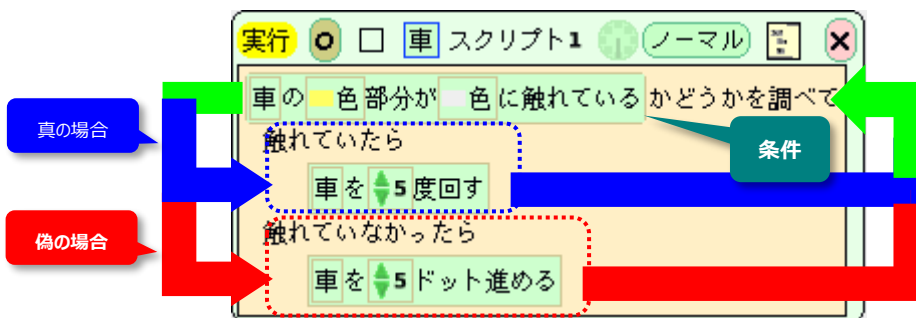 実行 O 車 スクリプト1 ! ノーマル ×
車の 色部分が 色に触れている かどうかを調べて
真の場合
触れていたら
条件
車を 5 度回す
偽の場合
触れていなかったら
車を 5 ドット進める